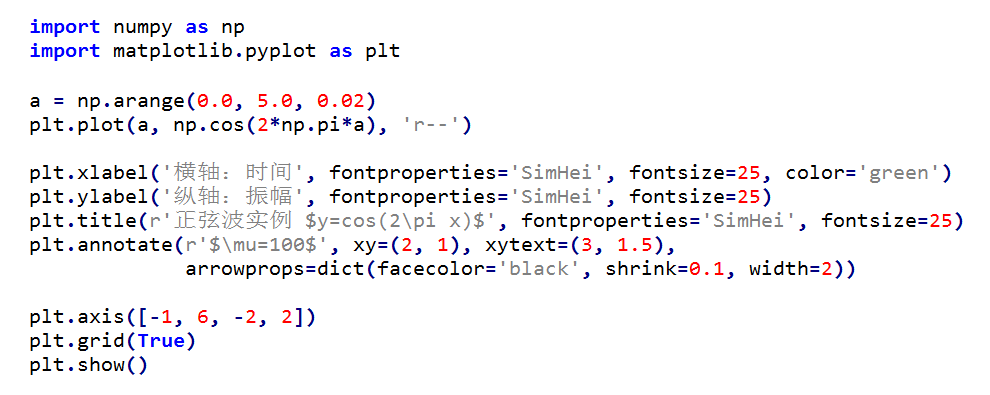 import numpy as np
import matplotlib.pyplot as plt
a = np.arange(0.0, 5.0, 0.02)
plt.plot(a, np.cos(2*np.pi*a), 'r--')
plt.xlabel('横轴：时间', fontproperties='SimHei', fontsize=25, color='green')
plt.ylabel('纵轴：振幅', fontproperties='SimHei', fontsize=25)
plt.title(r'正弦波实例 $y=cos(2\pi x)$', fontproperties='SimHei', fontsize=25)
plt.annotate(r'$\mu=100$', xy=(2, 1), xytext=(3, 1.5),
             arrowprops=dict(facecolor='black', shrink=0.1, width=2))
plt.axis([-1, 6, -2, 2])
plt.grid(True)
plt.show()